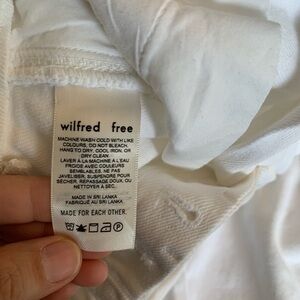 wilfred free
MACHINE WASH COLD WITH LIKE
COLOURS, DO NOT BLEACH,
HANG TO DRY, COOL IRON, OR
DRY CLEAN
LAVER À LA MACHINE A L'EAU
FROIDE AVEC COULEURS
SEMBLABLES, NE PAS
JAVELISER, SUSPENDRE POUR
SÉCHER, REPASSAGE DOUX, OU
NETTOYER À SEC.
MADE IN SRI LANKA
FABRIQUÉ AU SRI LANKA
MADE FOR EACH OTHER.